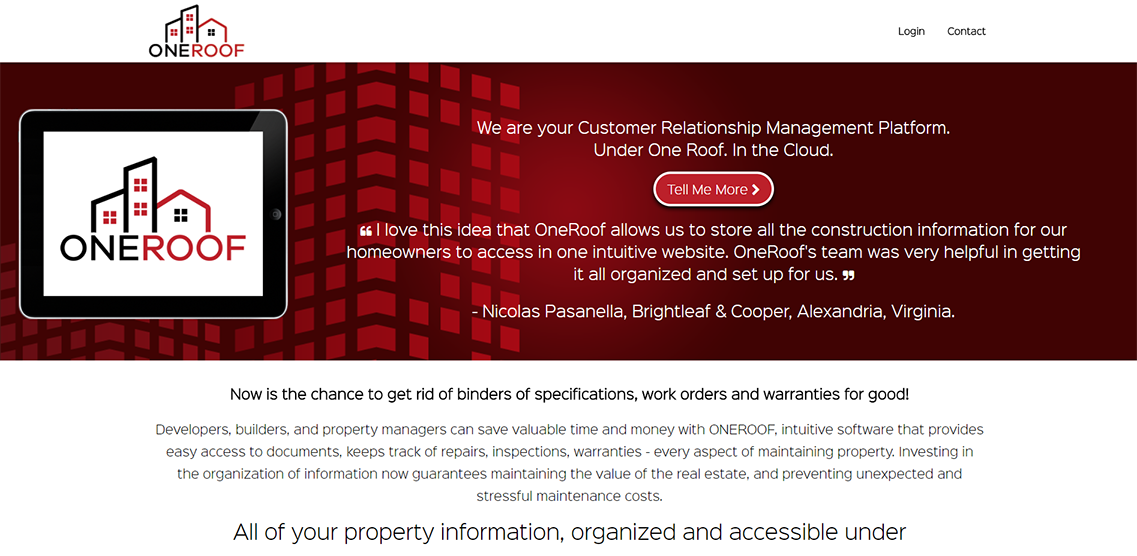 ONEROOF
Login
Contact
ONEROOF
We are your Customer Relationship Management Platform.
Under One Roof. In the Cloud.
Tell Me More
❝ I love this idea that OneRoof allows us to store all the construction information for our
homeowners to access in one intuitive website. OneRoof's team was very helpful in getting
it all organized and set up for us. ❞
- Nicolas Pasanella, Brightleaf & Cooper, Alexandria, Virginia.
Now is the chance to get rid of binders of specifications, work orders and warranties for good!
Developers, builders, and property managers can save valuable time and money with ONEROOF, intuitive software that provides
easy access to documents, keeps track of repairs, inspections, warranties - every aspect of maintaining property. Investing in
the organization of information now guarantees maintaining the value of the real estate, and preventing unexpected and
stressful maintenance costs.
All of your property information, organized and accessible under